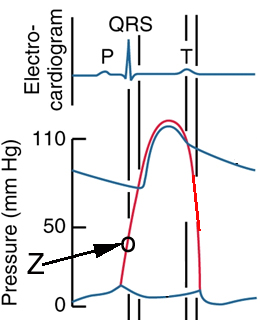 Electro-
cardiogram
QRS
P
T
Pressure (mm Hg)
110
50
0
Z
O